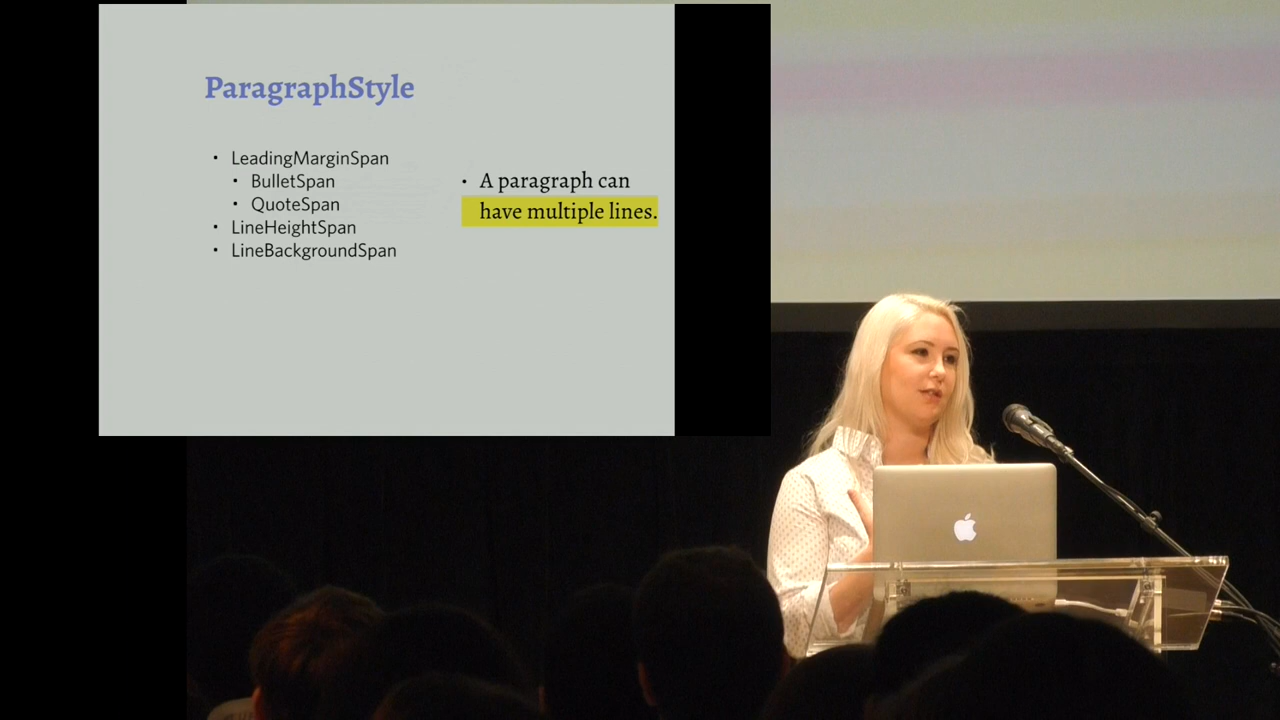 ParagraphStyle
• LeadingMarginSpan
• BulletSpan
• QuoteSpan
• LineHeightSpan
• LineBackgroundSpan
• A paragraph can
have multiple lines.